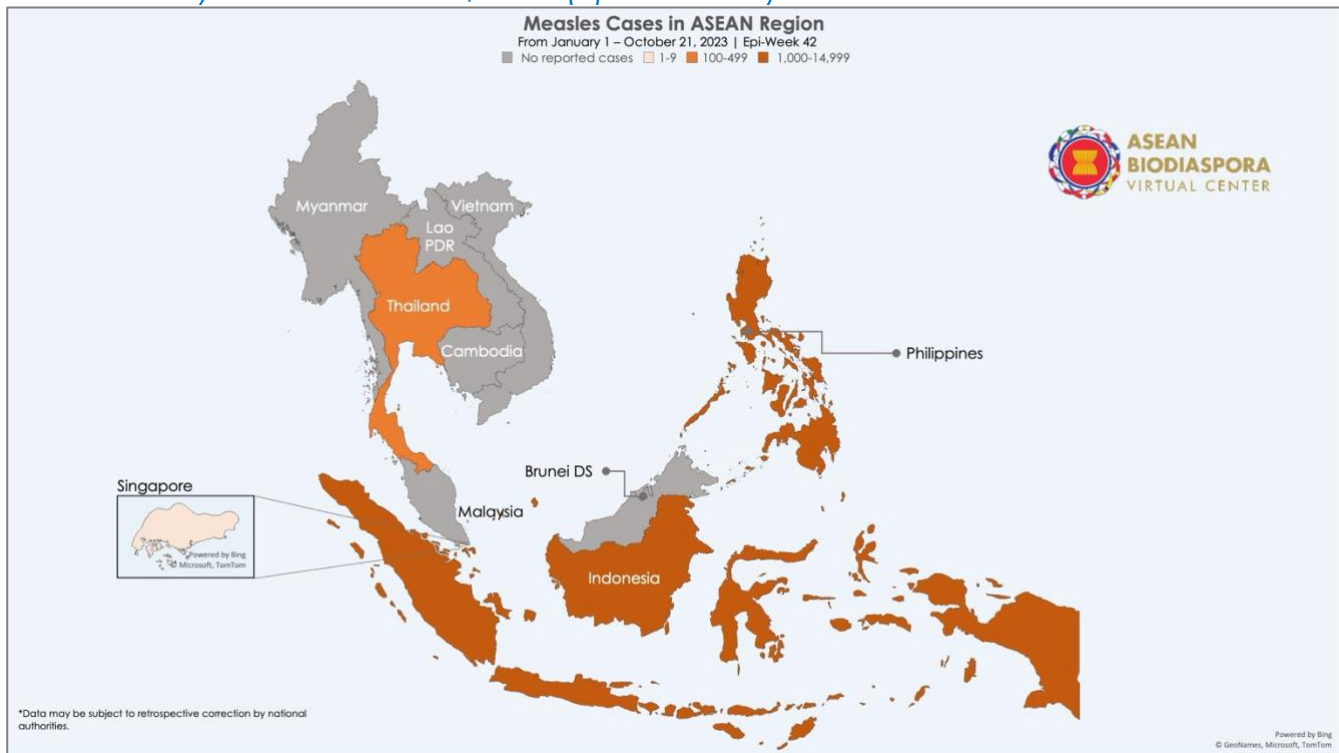 Measles Cases in ASEAN Region
From January 1 – October 21, 2023 | Epi-Week 42
No reported cases 1-9 100-499 1,000-14,999
ASEAN
BIODIASPORA
VIRTUAL CENTER
Myanmar
Vietnam
Lao
PDR
Thailand
Cambodia
Philippines
Brunei DS
Singapore
Malaysia
Powered by Bing
Microsoft, TomTom
Indonesia
*Data may be subject to retrospective correction by national
authorities.
Powered by Bing
© GeoNames, Microsoft, TomTom